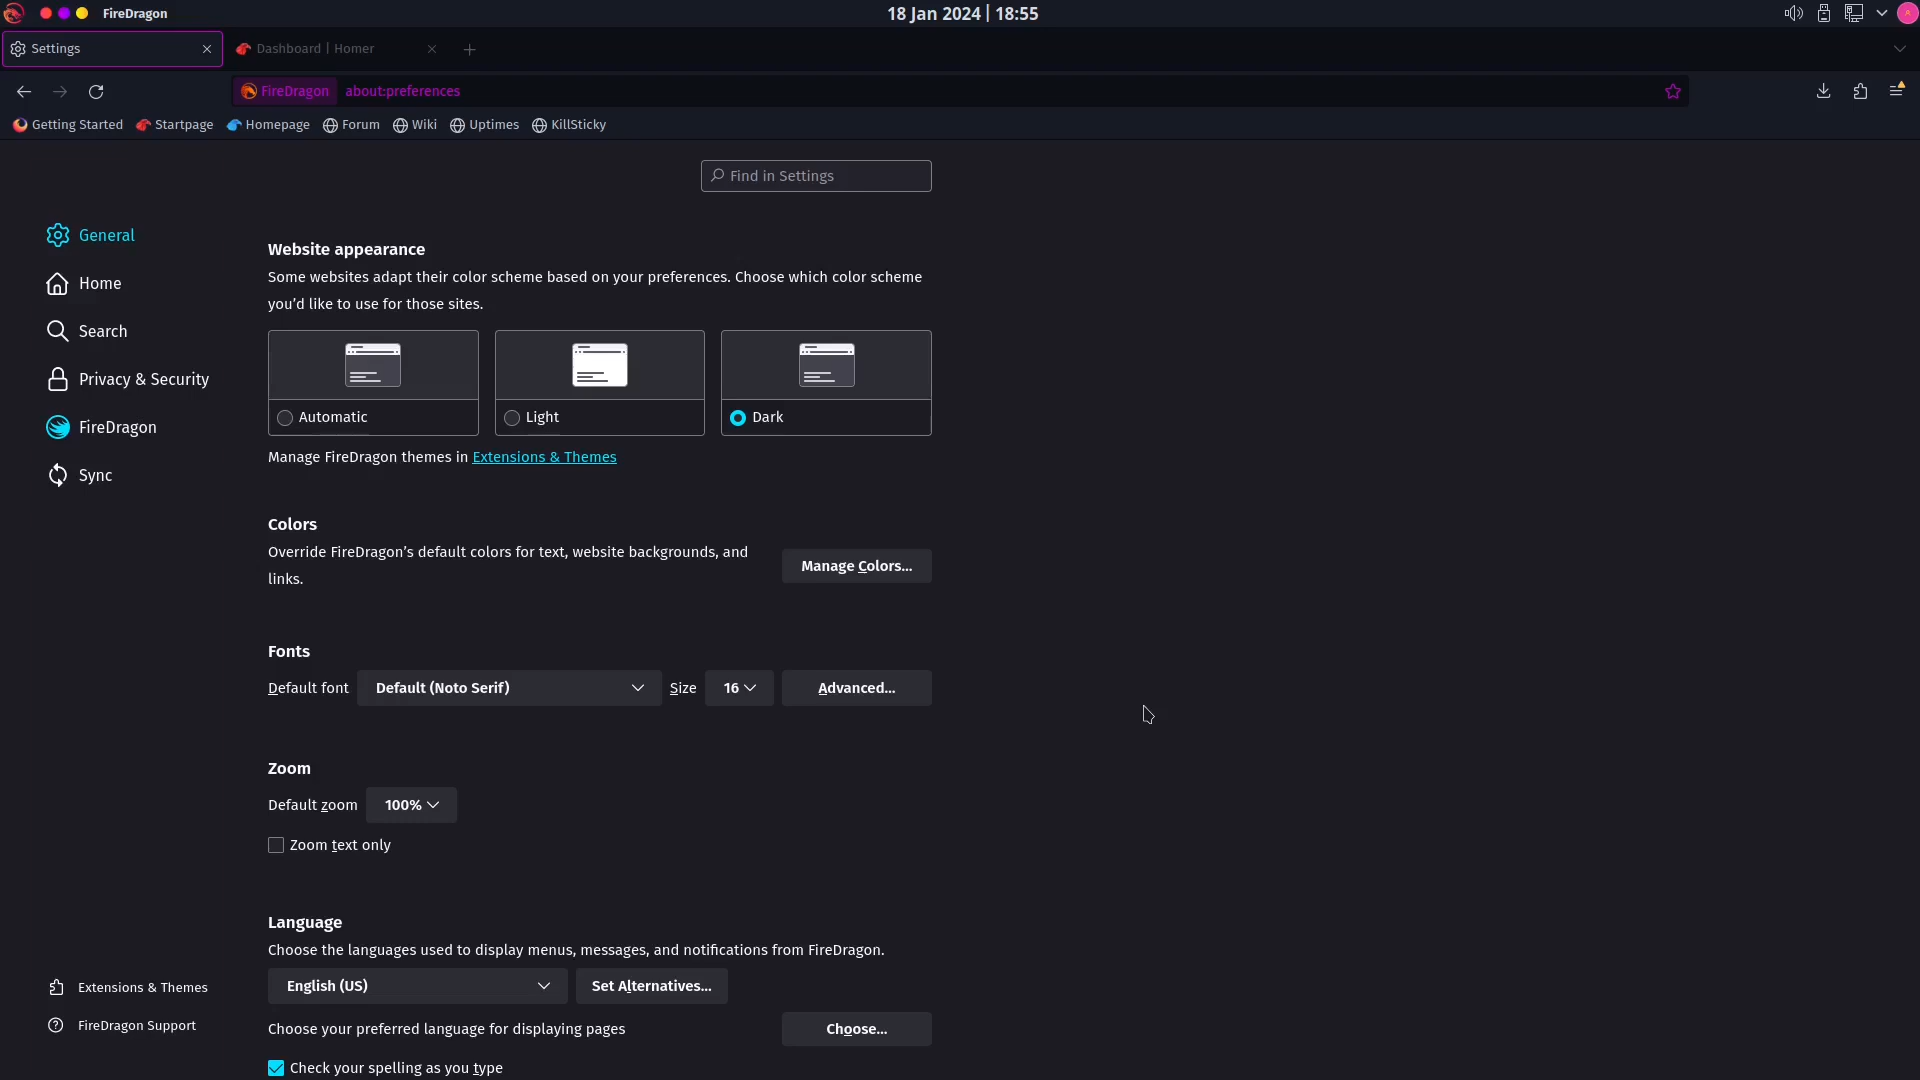 FireDragon
18 Jan 2024 | 18:55
Settings
Dashboard | Homer
FireDragon
about:preferences
Getting Started
Startpage
Homepage
Forum
Wiki
Uptimes
KillSticky
Find in Settings
General
Home
Search
Privacy & Security
FireDragon
Sync
Extensions & Themes
FireDragon Support
Website appearance
Some websites adapt their color scheme based on your preferences. Choose which color scheme
you’d like to use for those sites.
Automatic
Light
Dark
Manage FireDragon themes in Extensions & Themes
Colors
Override FireDragon’s default colors for text, website backgrounds, and
links.
Manage Colors...
Fonts
Default font
Default (Noto Serif)
Size
16
Advanced...
Zoom
Default zoom
100%
Zoom text only
Language
Choose the languages used to display menus, messages, and notifications from FireDragon.
English (US)
Set Alternatives...
Choose your preferred language for displaying pages
Choose...
Check your spelling as you type